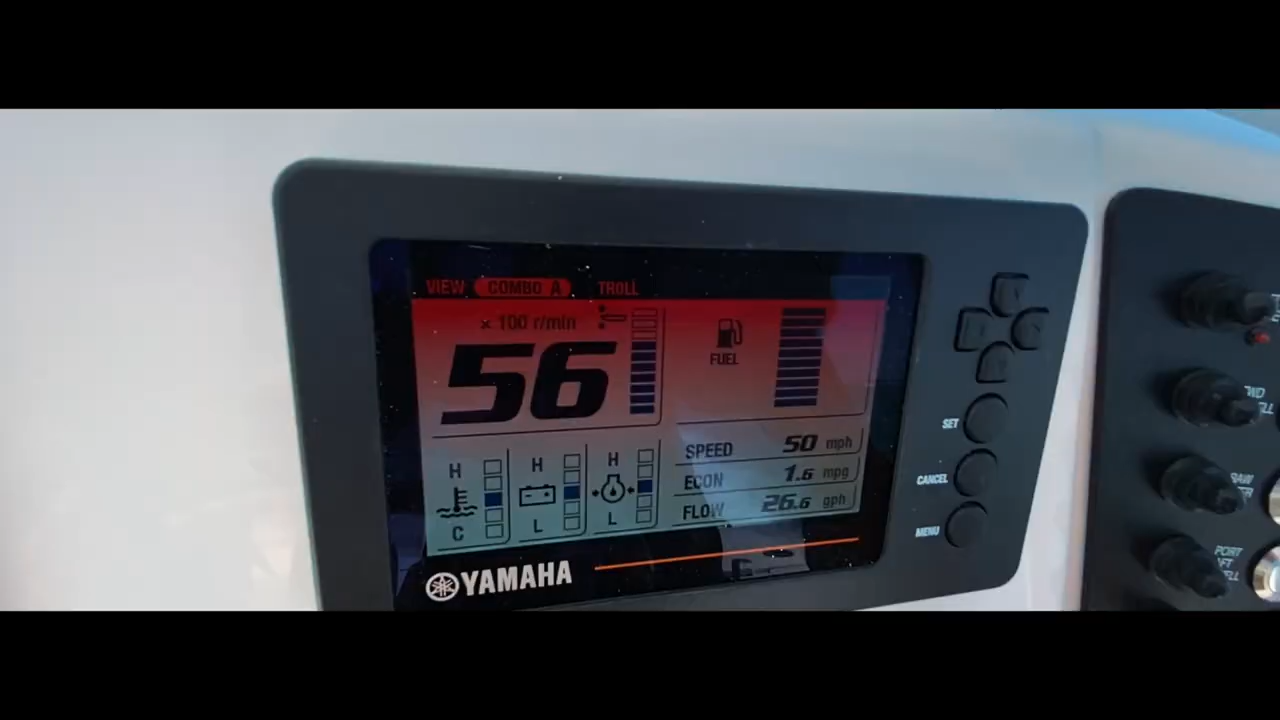 VIEW COMBO A TROLL
× 100 r/min
56
FUEL
H
C
H
L
H
L
SPEED 50 mph
ECON 1.6 mpg
FLOW 26.6 gph
YAMAHA
SET
CANCEL
MENU
PORT